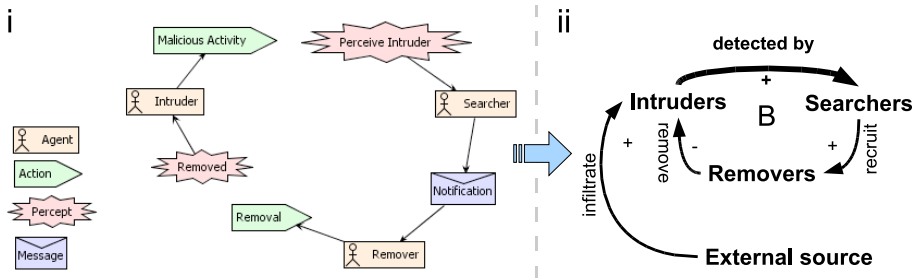 i
Malicious Activity
Perceive Intruder
Intruder
Searcher
Agent
Action
Removed
Percept
Notification
Removal
Message
Remover
ii
detected by
+
Intruders
Searchers
B
+
remove
-
+
recruit
Removers
infiltrate
External source